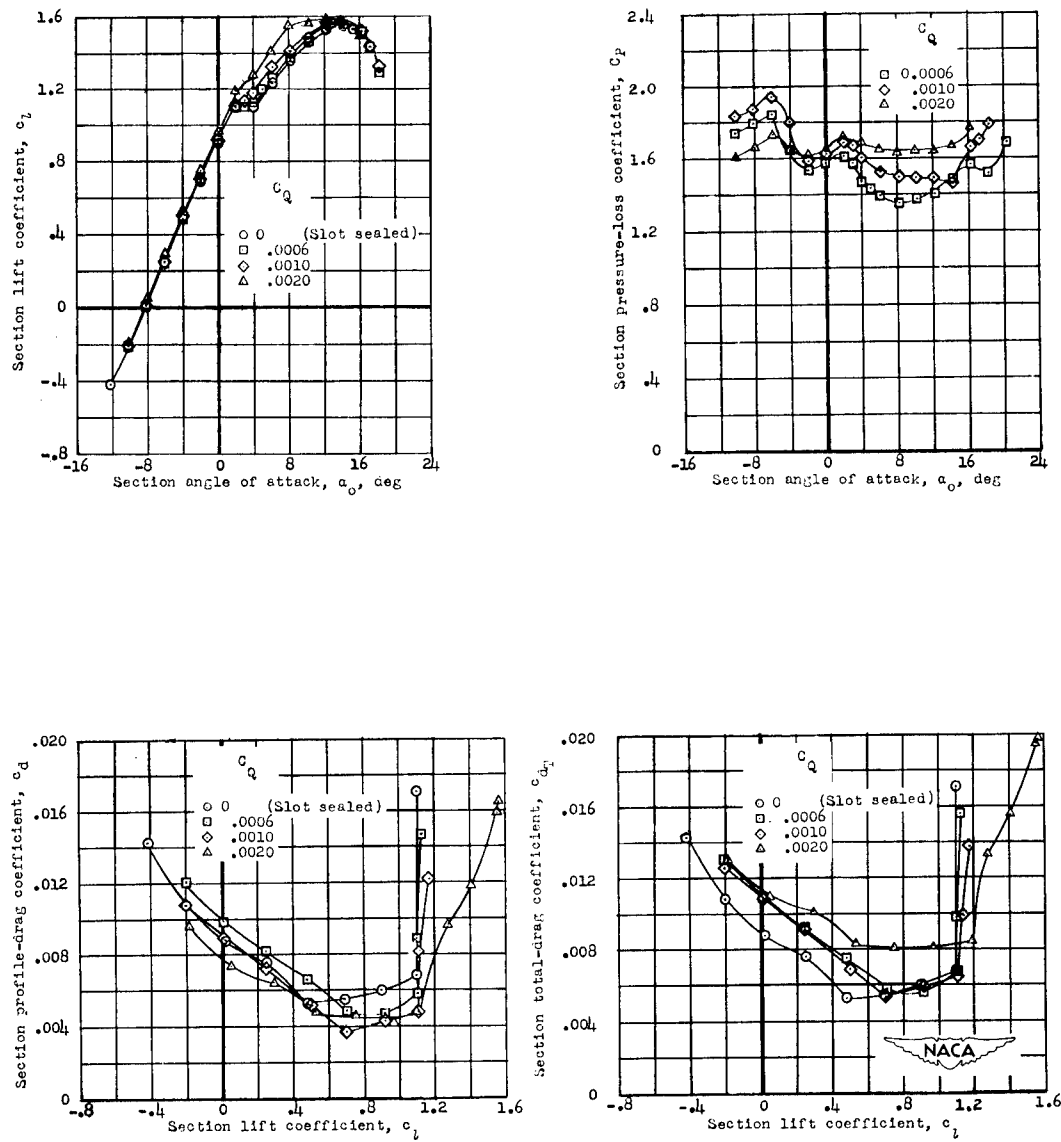 1.6
1.2
.8
.4
0
-.4
-.8
Section lift coefficient, c_l
C_Q
0 (Slot sealed)
.0006
.0010
.0020
-16 -8 0 8 16 24
Section angle of attack, α_o, deg
2.4
2.0
1.6
1.2
.8
.4
0
Section pressure-loss coefficient, C_P
C_Q
0.0006
.0010
.0020
-16 -8 0 8 16 24
Section angle of attack, α_o, deg
.020
.016
.012
.008
.004
0
Section profile-drag coefficient, c_d
C_Q
0 (Slot sealed)
.0006
.0010
.0020
-.8 -.4 0 .4 .8 1.2 1.6
Section lift coefficient, c_l
.020
.016
.012
.008
.004
0
Section total-drag coefficient, c_dT
C_Q
0 (Slot sealed)
.0006
.0010
.0020
NACA
-.8 -.4 0 .4 .8 1.2 1.6
Section lift coefficient, c_l